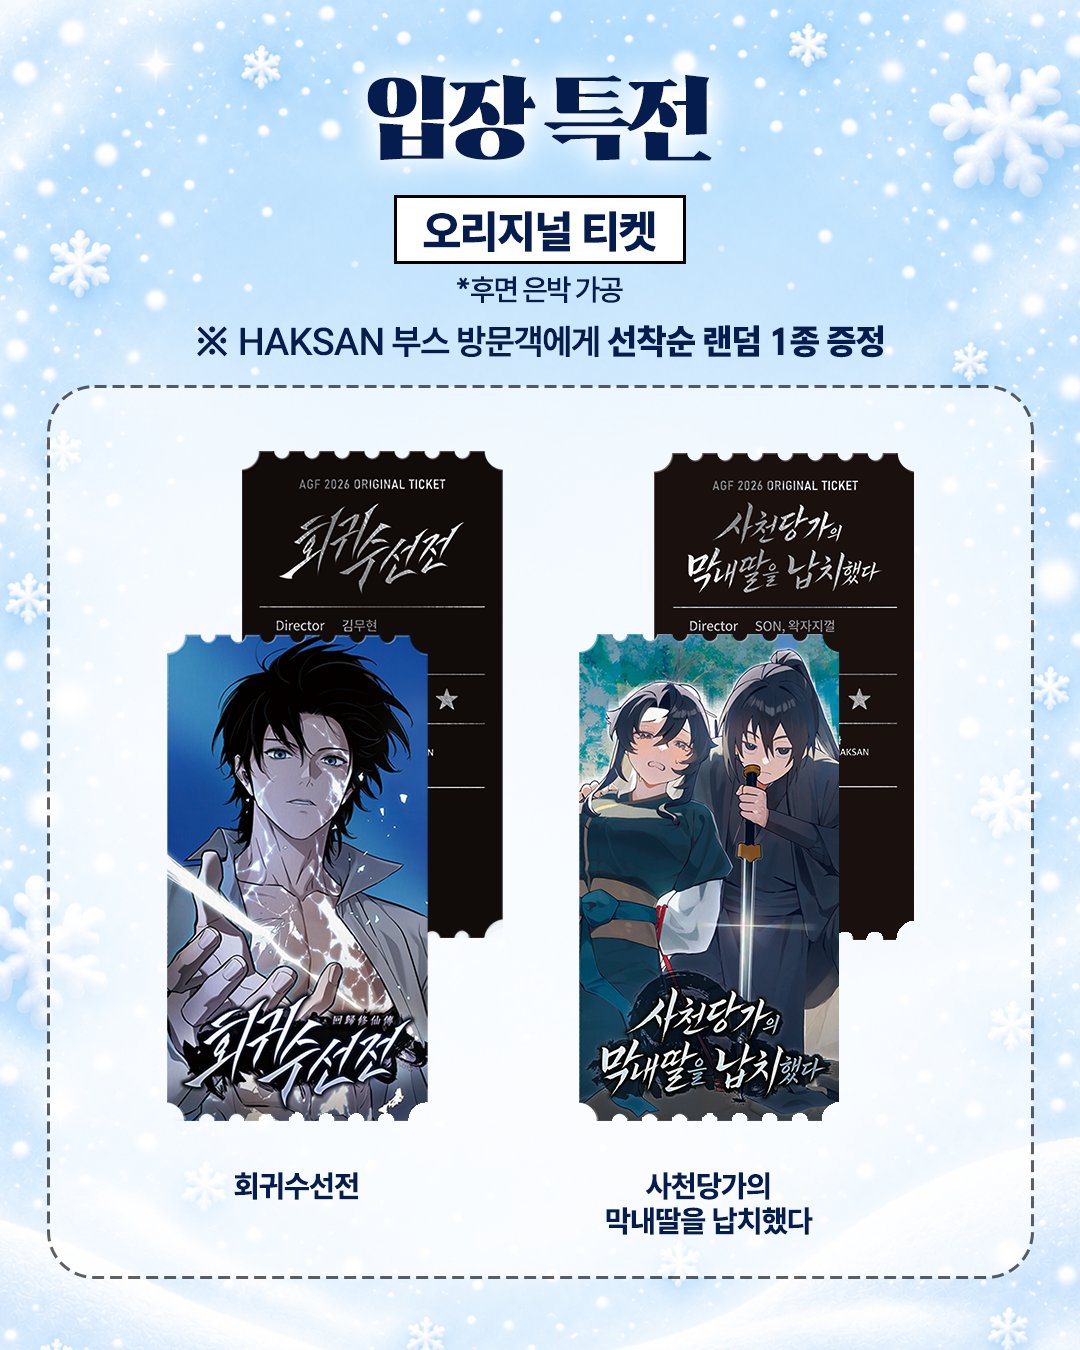 입장 특전
오리지널 티켓
*후면 은박 가공
※ HAKSAN 부스 방문객에게 선착순 랜덤 1종 증정
AGF 2026 ORIGINAL TICKET
회귀수선전
Director 김무현
回歸修仙傳
회귀수선전
회귀수선전
AGF 2026 ORIGINAL TICKET
사천당가의
막내딸을 납치했다
Director SON, 왁자지껄
AKSAN
사천당가의
막내딸을 납치했다
사천당가의
막내딸을 납치했다